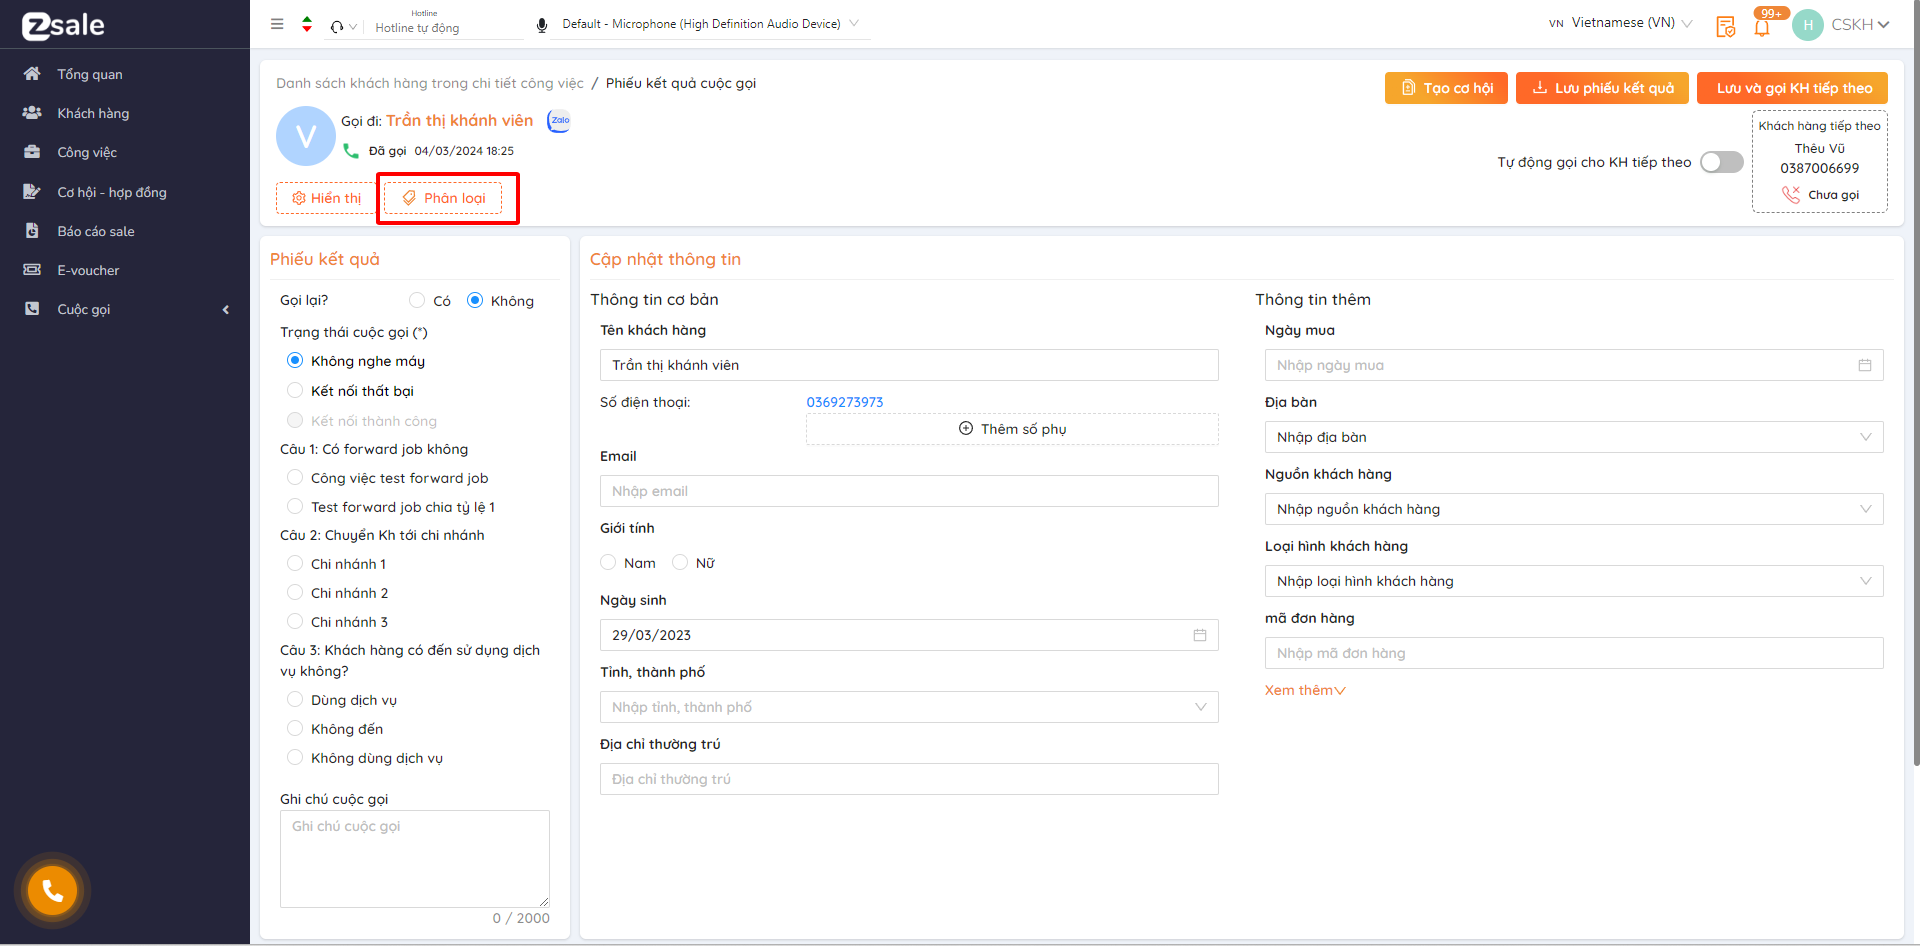 Zsale
Tổng quan
Khách hàng
Công việc
Cơ hội - hợp đồng
Báo cáo sale
E-voucher
Cuộc gọi
Hotline
Hotline tự động
Default - Microphone (High Definition Audio Device)
VN Vietnamese (VN)
99+
H CSKH
Danh sách khách hàng trong chi tiết công việc / Phiếu kết quả cuộc gọi
Tạo cơ hội
Lưu phiếu kết quả
Lưu và gọi KH tiếp theo
V
Gọi đi: Trần thị khánh viên
Zalo
Đã gọi 04/03/2024 18:25
Hiển thị
Phân loại
Tự động gọi cho KH tiếp theo
Khách hàng tiếp theo
Thêu Vũ
0387006699
Chưa gọi
Phiếu kết quả
Gọi lại?
Có
Không
Trạng thái cuộc gọi (*)
Không nghe máy
Kết nối thất bại
Kết nối thành công
Câu 1: Có forward job không
Công việc test forward job
Test forward job chia tỷ lệ 1
Câu 2: Chuyển Kh tới chi nhánh
Chi nhánh 1
Chi nhánh 2
Chi nhánh 3
Câu 3: Khách hàng có đến sử dụng dịch
vụ không?
Dùng dịch vụ
Không đến
Không dùng dịch vụ
Ghi chú cuộc gọi
Ghi chú cuộc gọi
0 / 2000
Cập nhật thông tin
Thông tin cơ bản
Tên khách hàng
Trần thị khánh viên
Số điện thoại:
0369273973
Thêm số phụ
Email
Nhập email
Giới tính
Nam
Nữ
Ngày sinh
29/03/2023
Tỉnh, thành phố
Nhập tỉnh, thành phố
Địa chỉ thường trú
Địa chỉ thường trú
Thông tin thêm
Ngày mua
Nhập ngày mua
Địa bàn
Nhập địa bàn
Nguồn khách hàng
Nhập nguồn khách hàng
Loại hình khách hàng
Nhập loại hình khách hàng
mã đơn hàng
Nhập mã đơn hàng
Xem thêm